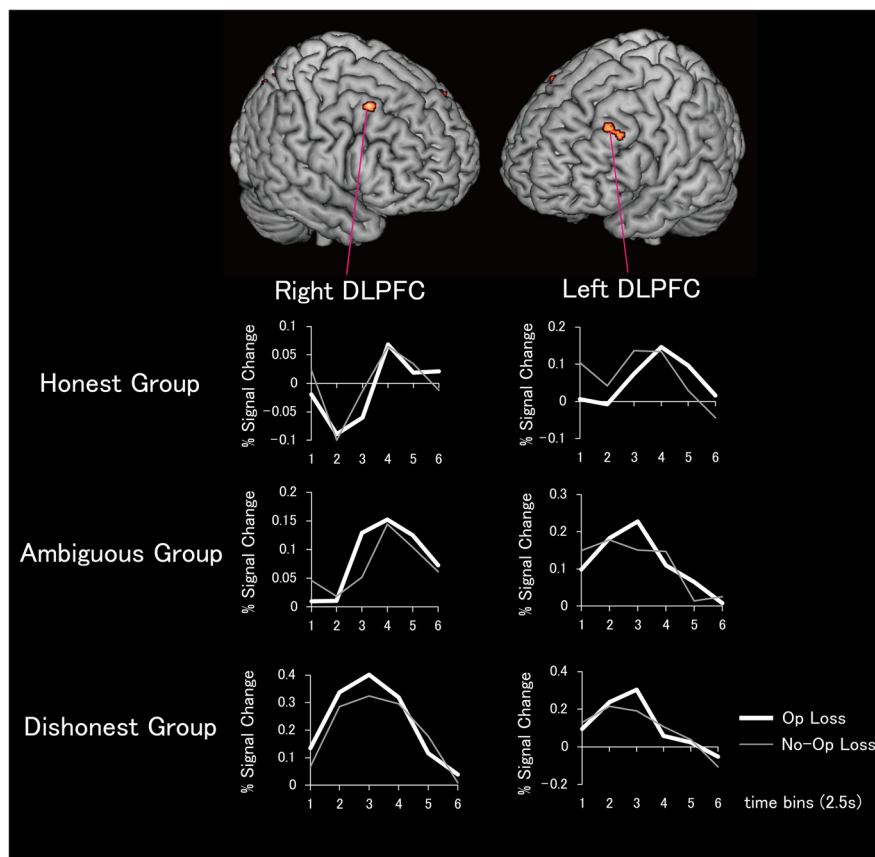 Right DLPFC
Left DLPFC
Honest Group
% Signal Change
0.1
0.05
0
−0.05
−0.1
1 2 3 4 5 6
% Signal Change
0.2
0.1
0
−0.1
1 2 3 4 5 6
Ambiguous Group
% Signal Change
0.2
0.15
0.1
0.05
0
1 2 3 4 5 6
% Signal Change
0.3
0.2
0.1
0
1 2 3 4 5 6
Dishonest Group
% Signal Change
0.4
0.3
0.2
0.1
0
1 2 3 4 5 6
% Signal Change
0.4
0.2
0
−0.2
1 2 3 4 5 6
Op Loss
No−Op Loss
time bins (2.5s)